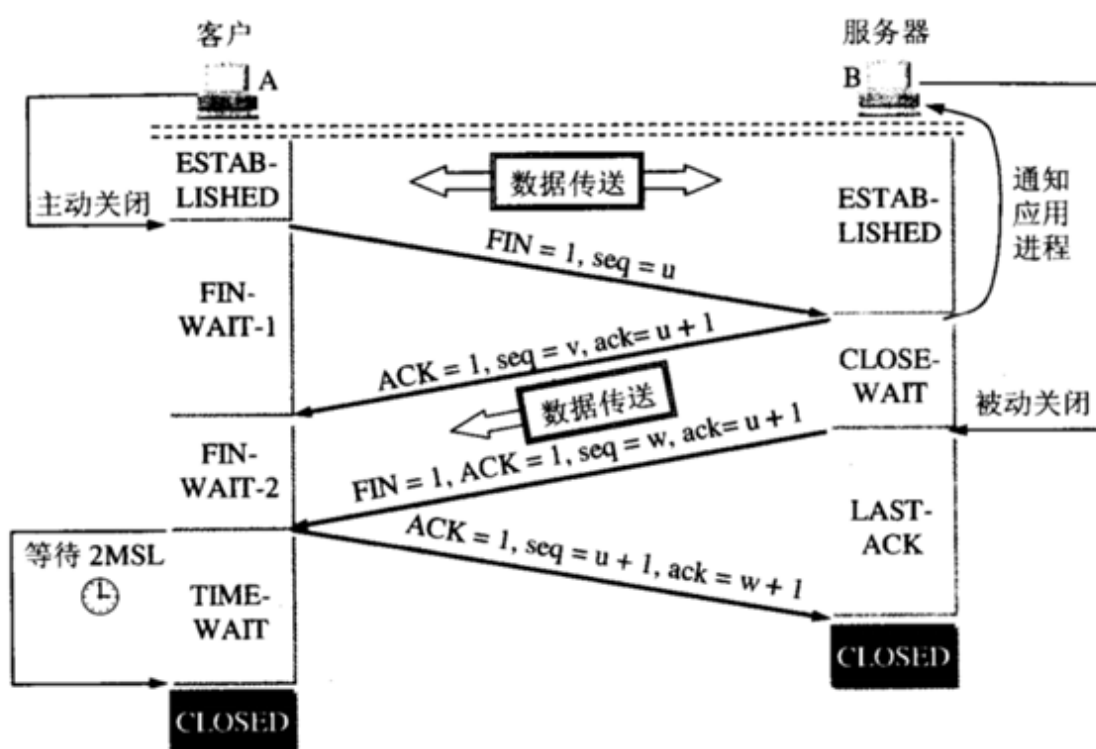 客户
服务器
A
B
ESTAB-
LISHED
数据传送
主动关闭
ESTAB-
LISHED
通知
应用
进程
FIN = 1, seq = u
FIN-
WAIT-1
ACK = 1, seq = v, ack= u + 1
CLOSE-
WAIT
数据传送
被动关闭
FIN-
WAIT-2
FIN = 1, ACK = 1, seq = w, ack= u + 1
LAST-
ACK
ACK = 1, seq = u + 1, ack = w + 1
等待 2MSL
TIME-
WAIT
CLOSED
CLOSED